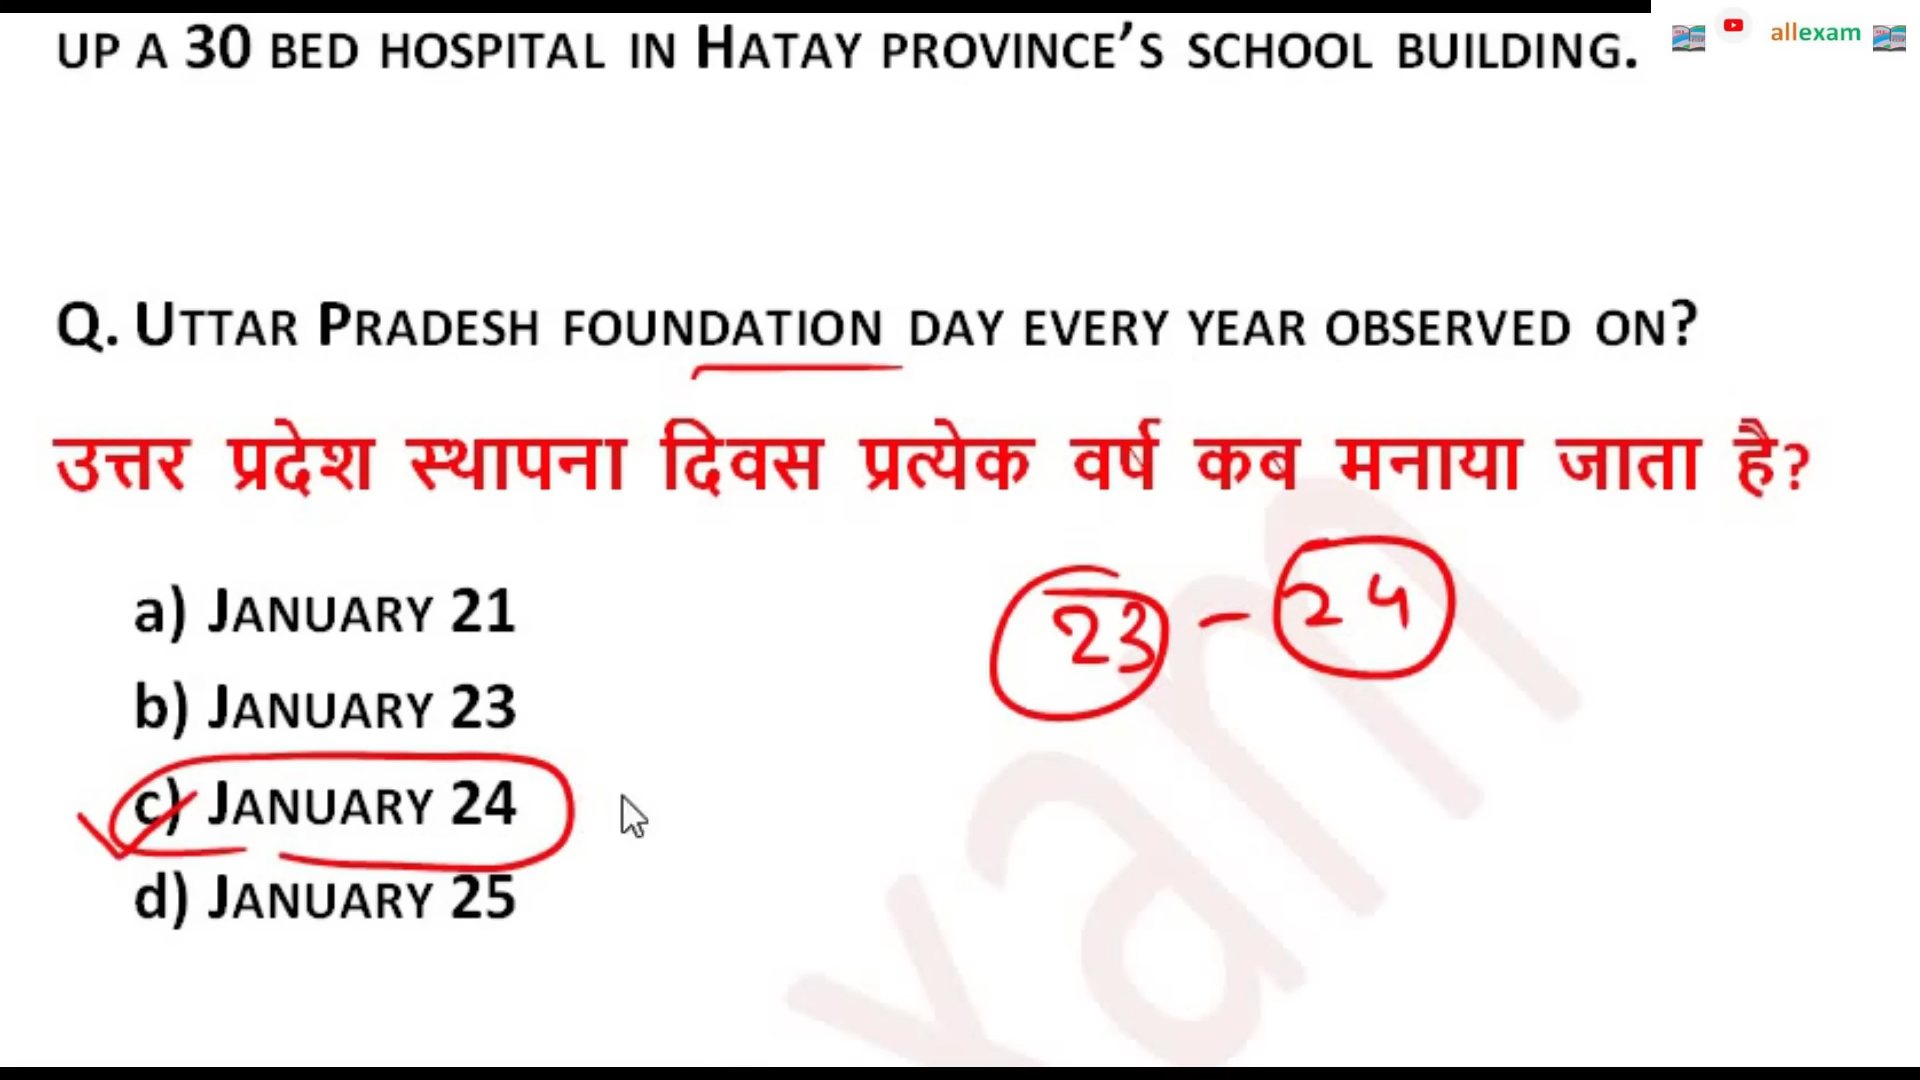 UP A 30 BED HOSPITAL IN HATAY PROVINCE’S SCHOOL BUILDING.
allexam
Q. UTTAR PRADESH FOUNDATION DAY EVERY YEAR OBSERVED ON?
उत्तर प्रदेश स्थापना दिवस प्रत्येक वर्ष कब मनाया जाता है?
23 - 24
a) JANUARY 21
b) JANUARY 23
c) JANUARY 24
d) JANUARY 25
xam